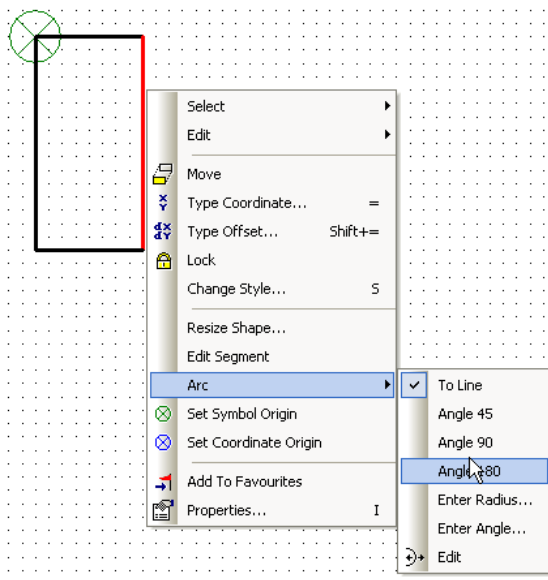 Select
Edit
Move
Type Coordinate... =
Type Offset... Shift+=
Lock
Change Style... S
Resize Shape...
Edit Segment
Arc
Set Symbol Origin
Set Coordinate Origin
Add To Favourites
Properties... I
To Line
Angle 45
Angle 90
Angle 180
Enter Radius...
Enter Angle...
Edit